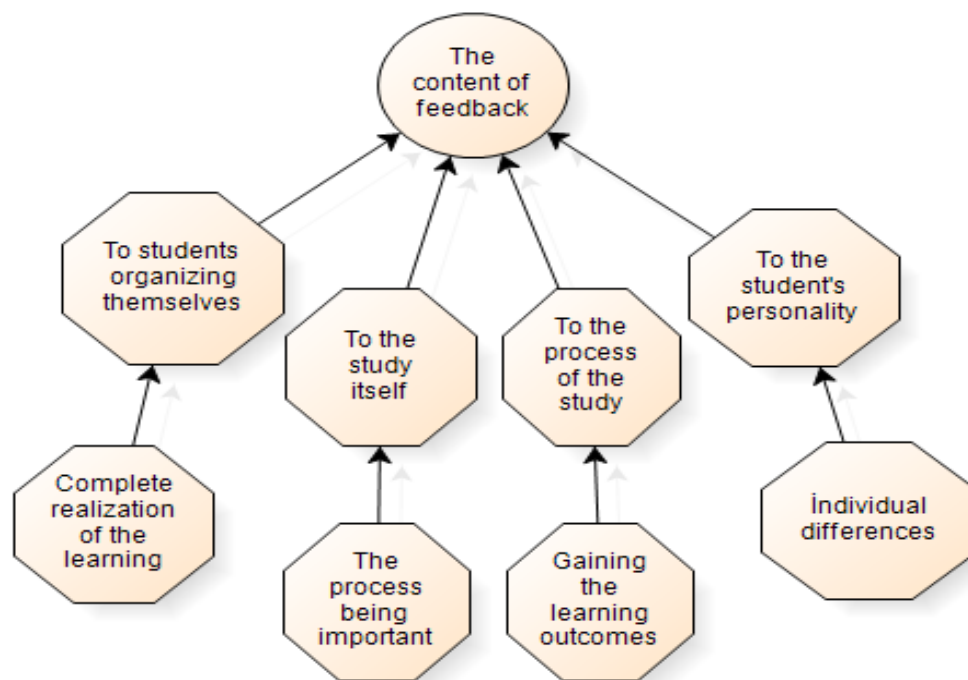 The
content of
feedback
To students
organizing
themselves
To the
study
itself
To the
process
of the
study
To the
student's
personality
Complete
realization
of the
learning
The
process
being
important
Gaining
the
learning
outcomes
İndividual
differences